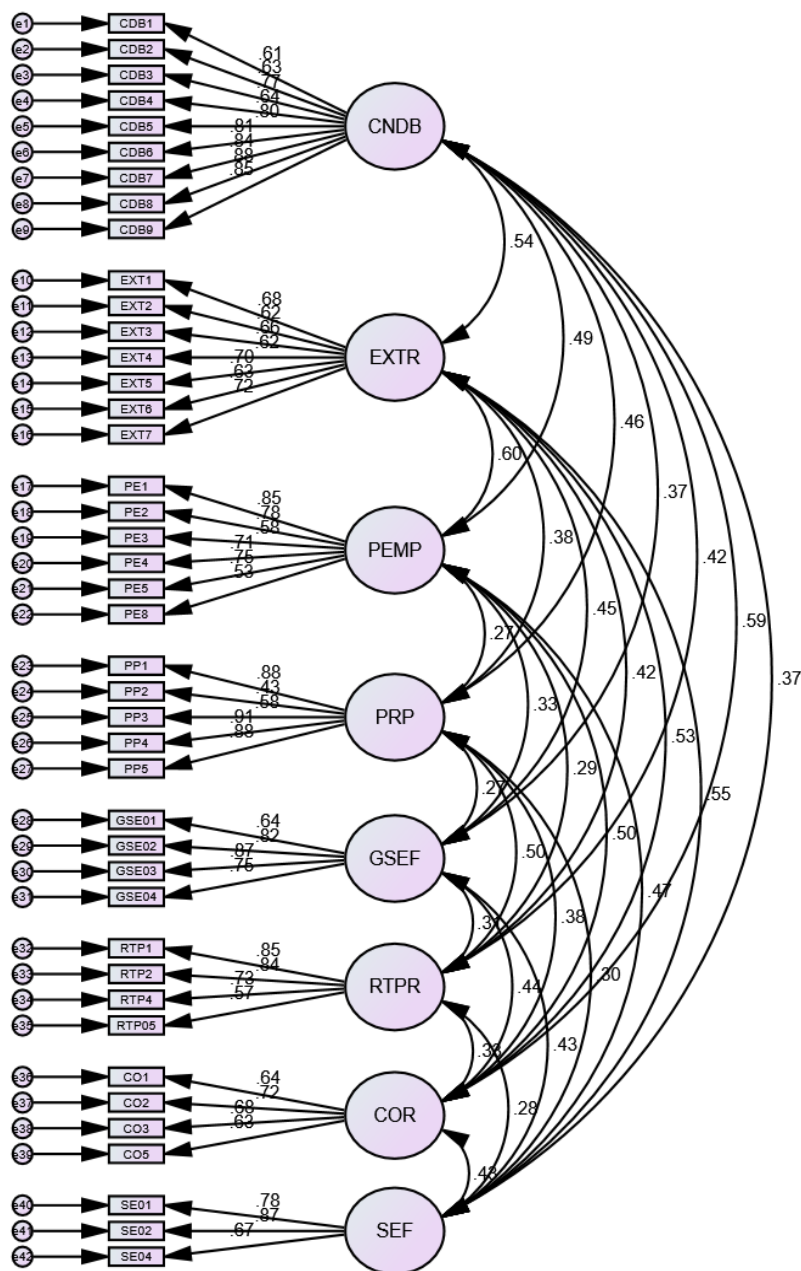 e1 CDB1
e2 CDB2
e3 CDB3
e4 CDB4
e5 CDB5
e6 CDB6
e7 CDB7
e8 CDB8
e9 CDB9
.61
.63
.77
.64
.80
.81
.84
.88
.85
CNDB
e10 EXT1
e11 EXT2
e12 EXT3
e13 EXT4
e14 EXT5
e15 EXT6
e16 EXT7
.68
.62
.66
.62
.70
.63
.72
EXTR
e17 PE1
e18 PE2
e19 PE3
e20 PE4
e21 PE5
e22 PE8
.85
.78
.58
.71
.75
.53
PEMP
e23 PP1
e24 PP2
e25 PP3
e26 PP4
e27 PP5
.88
.43
.58
.91
.88
PRP
e28 GSE01
e29 GSE02
e30 GSE03
e31 GSE04
.64
.82
.87
.75
GSEF
e32 RTP1
e33 RTP2
e34 RTP4
e35 RTP05
.85
.84
.73
.57
RTPR
e36 CO1
e37 CO2
e38 CO3
e39 CO5
.64
.72
.68
.63
COR
e40 SE01
e41 SE02
e42 SE04
.78
.87
.67
SEF
.54
.49
.46
.37
.42
.59
.37
.60
.38
.45
.42
.53
.55
.27
.33
.29
.50
.47
.27
.50
.38
.30
.31
.44
.43
.33
.28